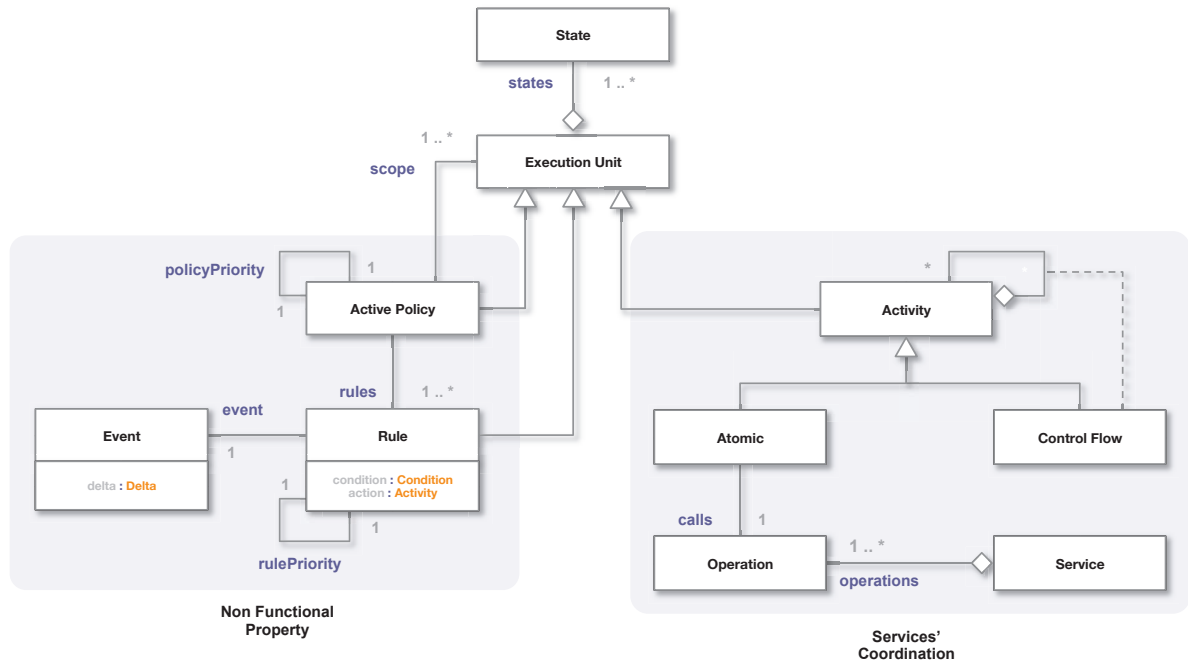 State
states
1 .. *
1 .. *
Execution Unit
scope
policyPriority
1
*
1
Active Policy
Activity
rules
1 .. *
event
Event
1
Rule
Atomic
Control Flow
delta : Delta
condition : Condition
action : Activity
1
1
calls
1
rulePriority
Operation
1 .. *
operations
Service
Non Functional
Property
Services'
Coordination